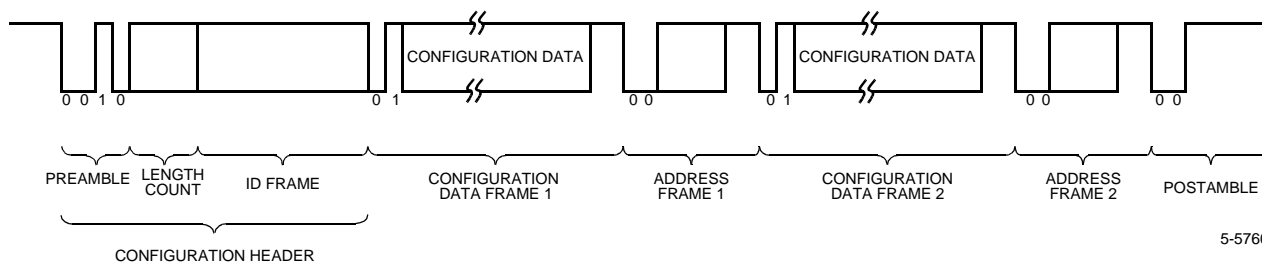 CONFIGURATION DATA CONFIGURATION DATA
0 0 1 0 0 1 0 0 0 1 0 0 0 0
PREAMBLE LENGTH COUNT ID FRAME CONFIGURATION DATA FRAME 1 ADDRESS FRAME 1 CONFIGURATION DATA FRAME 2 ADDRESS FRAME 2 POSTAMBLE
CONFIGURATION HEADER